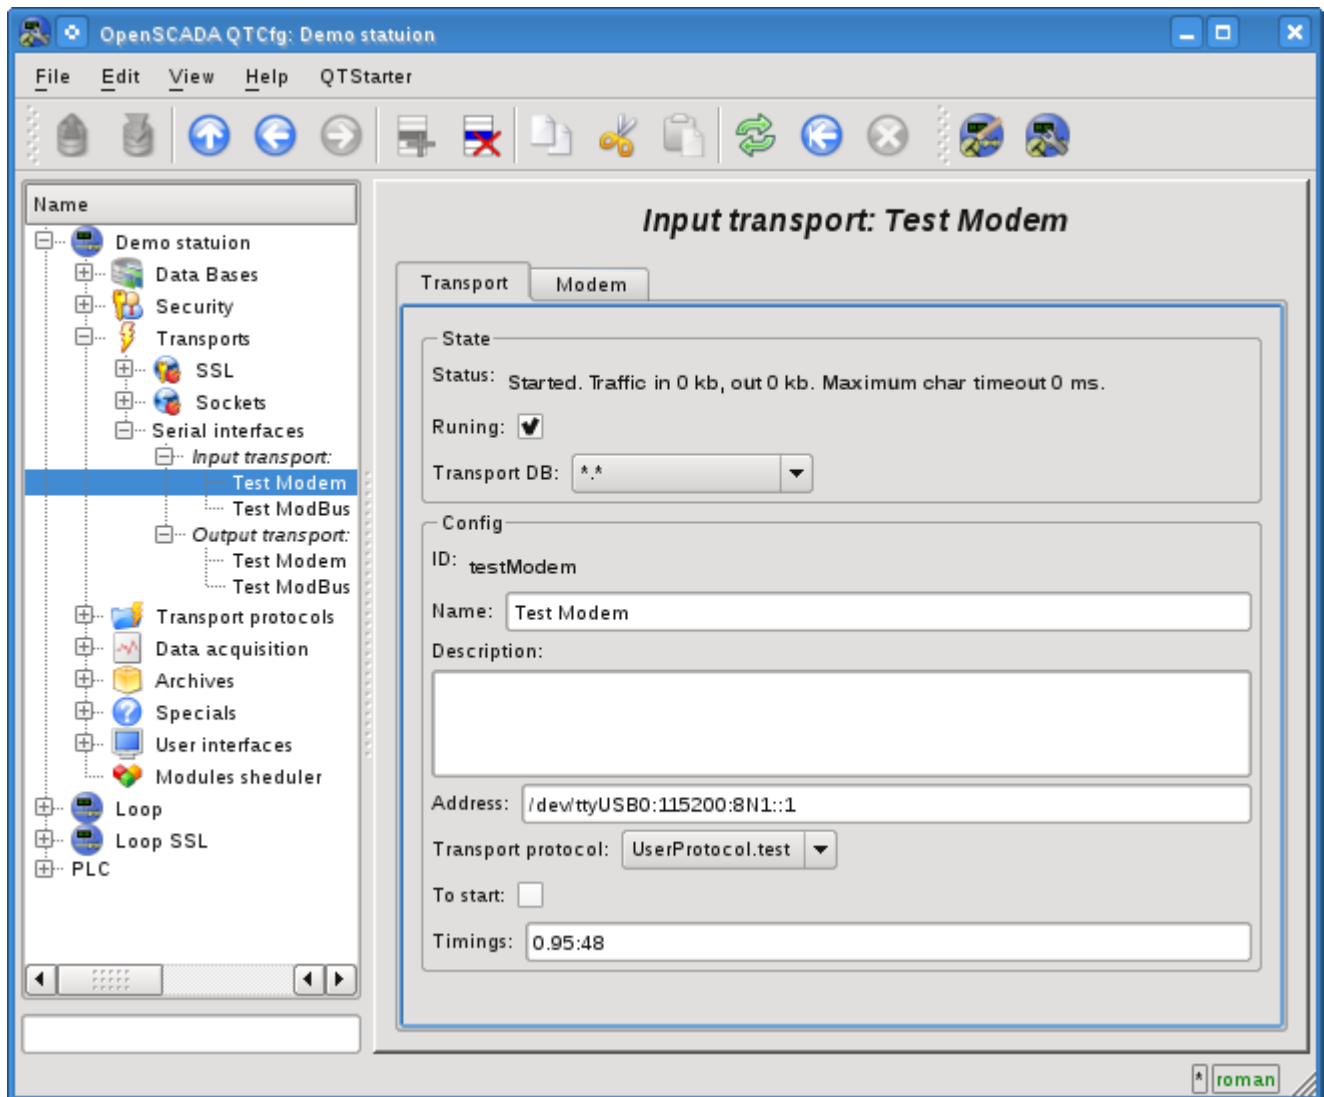 OpenSCADA QTCfg: Demo statuion
File Edit View Help QTStarter
Name
Demo statuion
Data Bases
Security
Transports
SSL
Sockets
Serial interfaces
Input transport:
Test Modem
Test ModBus
Output transport:
Test Modem
Test ModBus
Transport protocols
Data acquisition
Archives
Specials
User interfaces
Modules sheduler
Loop
Loop SSL
PLC
Input transport: Test Modem
Transport Modem
State
Status: Started. Traffic in 0 kb, out 0 kb. Maximum char timeout 0 ms.
Runing:
Transport DB: *.*
Config
ID: testModem
Name: Test Modem
Description:
Address: /dev/ttyUSB0:115200:8N1::1
Transport protocol: UserProtocol.test
To start:
Timings: 0.95:48
* roman